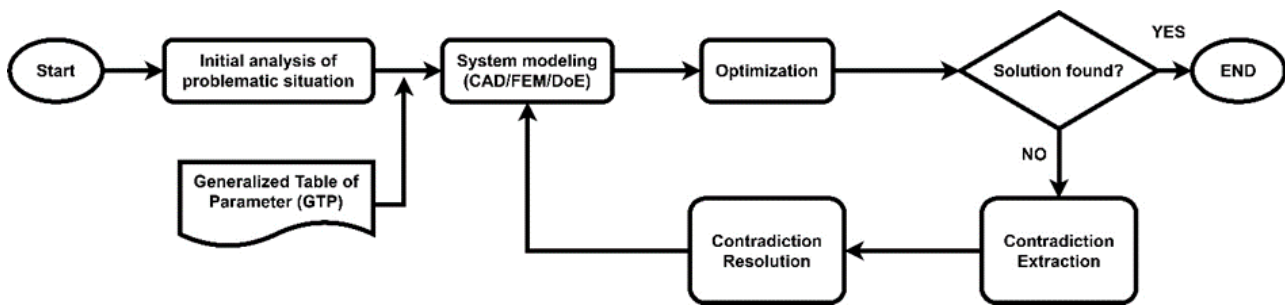 Start
Initial analysis of
problematic situation
System modeling
(CAD/FEM/DoE)
Optimization
Solution found?
YES
END
Generalized Table of
Parameter (GTP)
NO
Contradiction
Resolution
Contradiction
Extraction